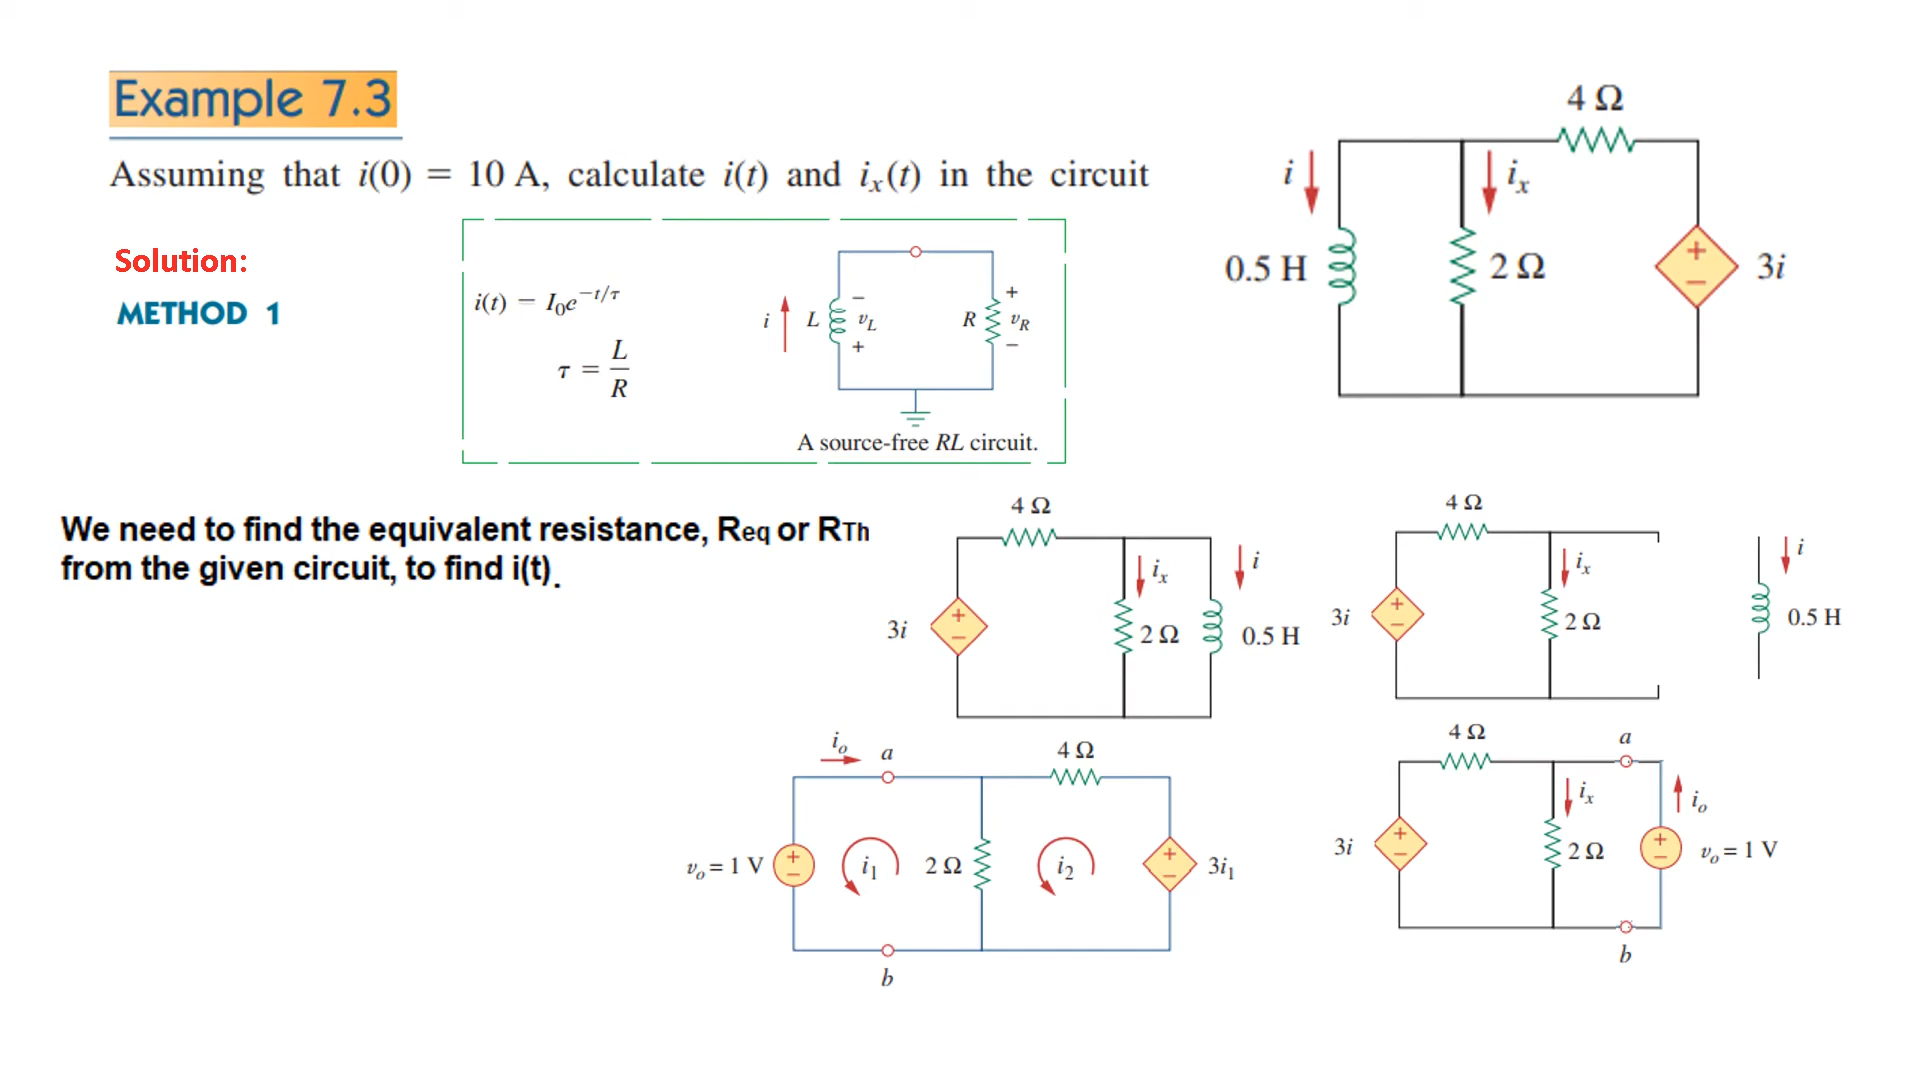 Example 7.3
Assuming that i(0) = 10 A, calculate i(t) and iₓ(t) in the circuit
Solution:
METHOD 1
i(t) = I₀e^−t/τ
τ = L/R
i
L
− vL +
R
+ vR −
A source-free RL circuit.
4 Ω
i
iₓ
0.5 H
2 Ω
+ −
3i
We need to find the equivalent resistance, Req or RTh
from the given circuit, to find i(t).
4 Ω
iₓ
i
3i
+ −
2 Ω
0.5 H
4 Ω
iₓ
i
3i
+ −
2 Ω
0.5 H
iₒ
a
4 Ω
vₒ = 1 V
+ −
i₁
2 Ω
i₂
+ −
3i₁
b
4 Ω
a
iₓ
iₒ
3i
+ −
2 Ω
+ −
vₒ = 1 V
b